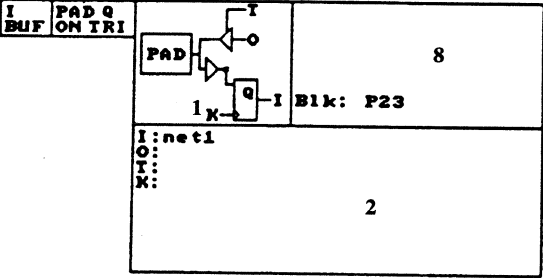 I PAD Q
BUF ON TRI
T
O
PAD
8
Q
I
1
K
Blk: P23
I:net1
O:
T:
K:
2